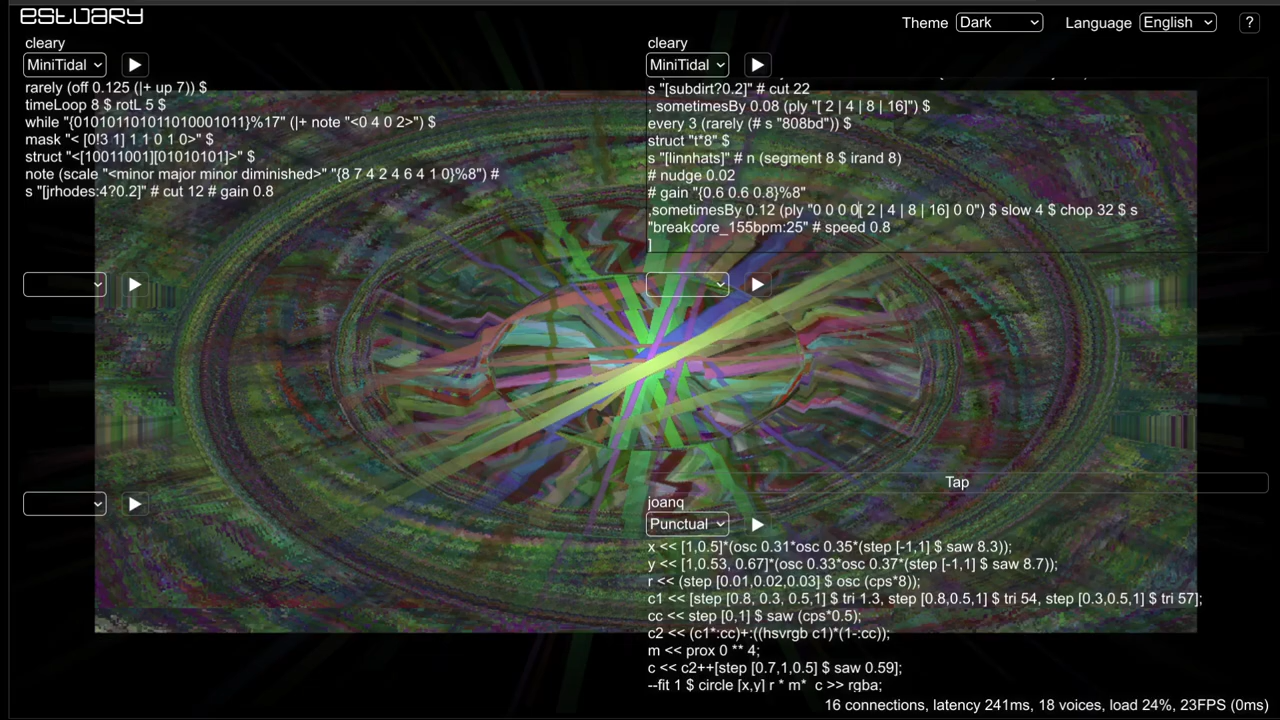 ESTUARY
Theme Dark Language English ?
cleary
MiniTidal
rarely (off 0.125 (|+ up 7)) $
timeLoop 8 $ rotL 5 $
while "{010101101011010001011}%17" (|+ note "<0 4 0 2>") $
mask "< [0!3 1] 1 1 0 1 0>" $
struct "<[10011001][01010101]>" $
note (scale "<minor major minor diminished>" "{8 7 4 2 4 6 4 1 0}%8") #
s "[jrhodes:4?0.2]" # cut 12 # gain 0.8
cleary
MiniTidal
s "[subdirt?0.2]" # cut 22
, sometimesBy 0.08 (ply "[ 2 | 4 | 8 | 16]") $
every 3 (rarely (# s "808bd")) $
struct "t*8" $
s "[linnhats]" # n (segment 8 $ irand 8)
# nudge 0.02
# gain "{0.6 0.6 0.8}%8"
,sometimesBy 0.12 (ply "0 0 0 0[ 2 | 4 | 8 | 16] 0 0") $ slow 4 $ chop 32 $ s
"breakcore_155bpm:25" # speed 0.8
]
Tap
joanq
Punctual
x << [1,0.5]*(osc 0.31*osc 0.35*(step [-1,1] $ saw 8.3));
y << [1,0.53, 0.67]*(osc 0.33*osc 0.37*(step [-1,1] $ saw 8.7));
r << (step [0.01,0.02,0.03] $ osc (cps*8));
c1 << [step [0.8, 0.3, 0.5,1] $ tri 1.3, step [0.8,0.5,1] $ tri 54, step [0.3,0.5,1] $ tri 57];
cc << step [0,1] $ saw (cps*0.5);
c2 << (c1*:cc)+:((hsvrgb c1)*(1-:cc));
m << prox 0 ** 4;
c << c2++[step [0.7,1,0.5] $ saw 0.59];
--fit 1 $ circle [x,y] r * m* c >> rgba;
16 connections, latency 241ms, 18 voices, load 24%, 23FPS (0ms)